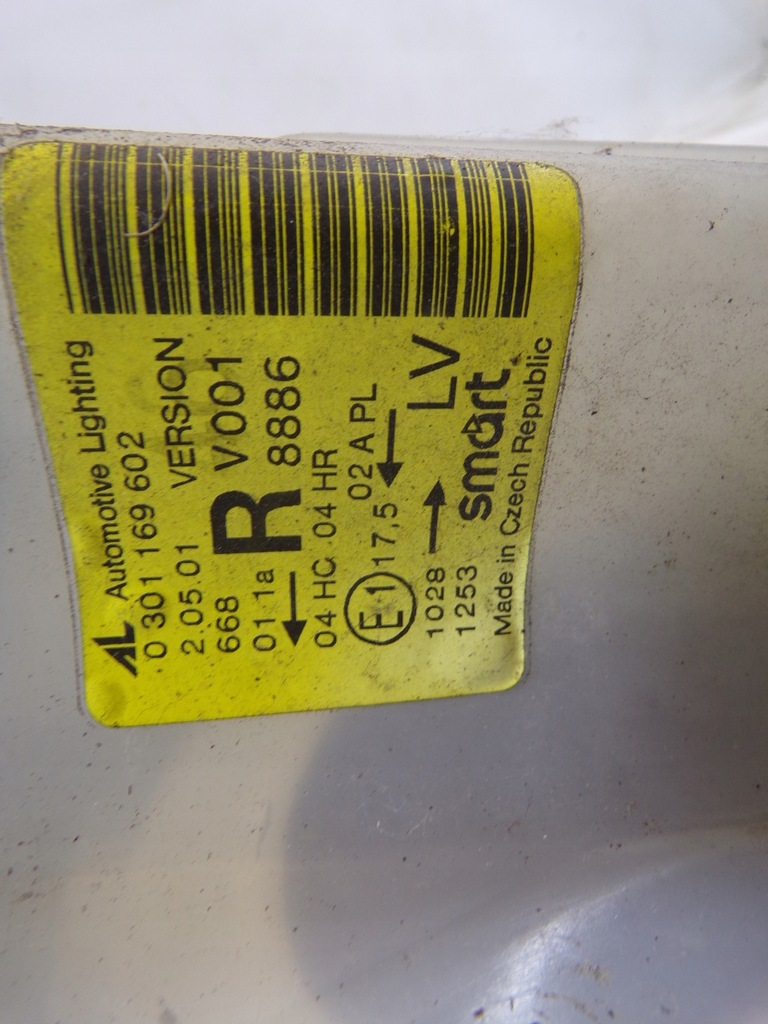 AL Automotive Lighting
0 301 169 602
2.05.01 VERSION
668 R V 001
01 1a 8886
04 HC 04 HR
E1 17,5 02 A PL
1028 LV
1253 smart
Made in Czech Republic